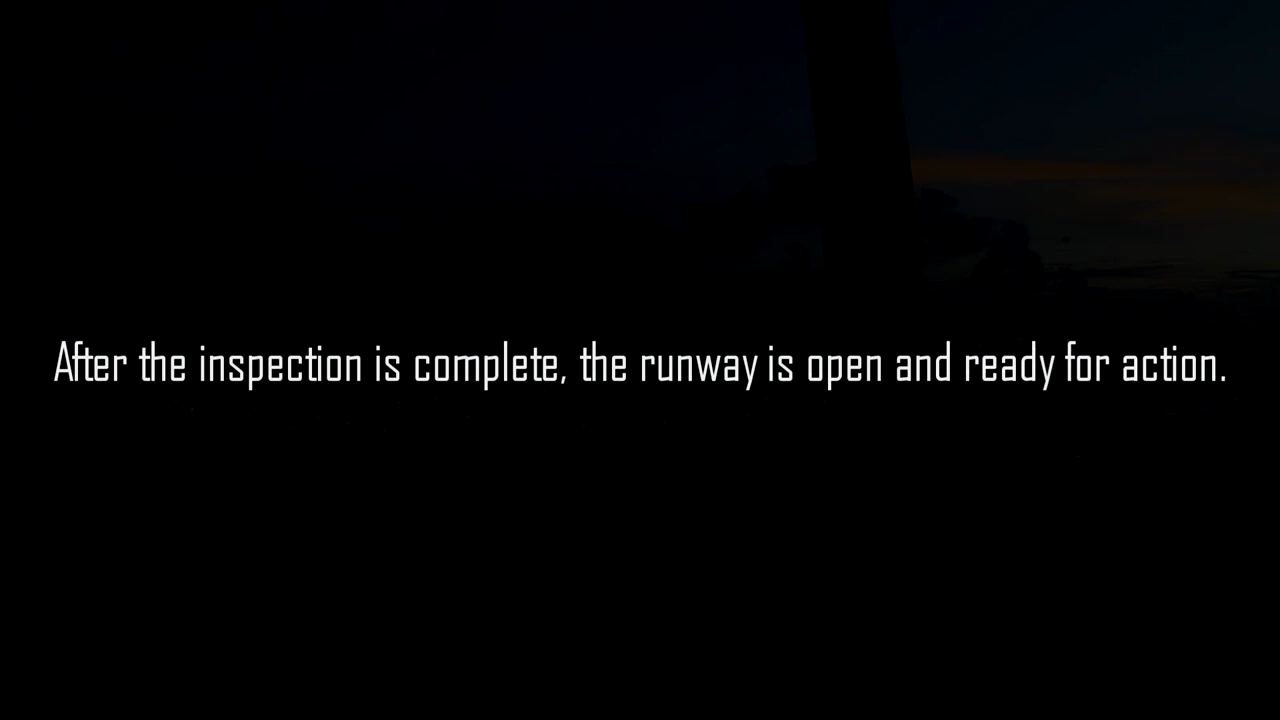 After the inspection is complete, the runway is open and ready for action.